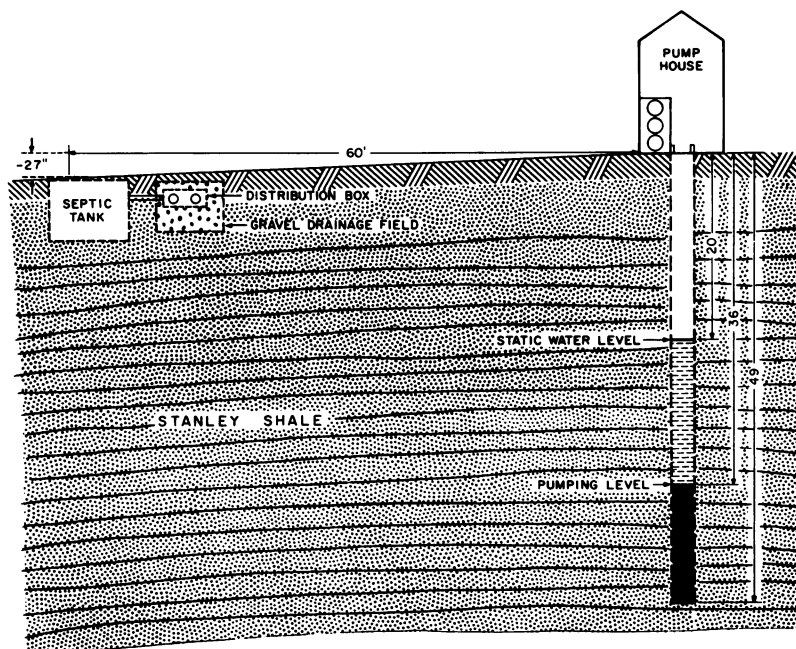 PUMP
HOUSE
-27"
60'
SEPTIC
TANK
DISTRIBUTION BOX
GRAVEL DRAINAGE FIELD
20
36
49
STATIC WATER LEVEL
STANLEY SHALE
PUMPING LEVEL